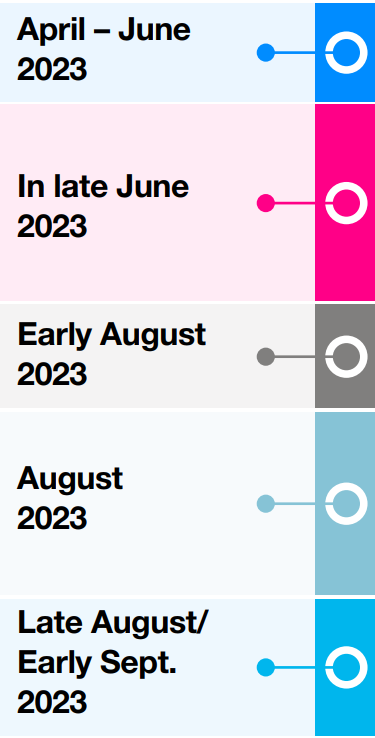 April – June
2023
In late June
2023
Early August
2023
August
2023
Late August/
Early Sept.
2023